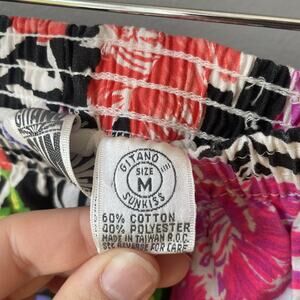 GITANO
SIZE
M
SUNKISS
60% COTTON
40% POLYESTER
MADE IN TAIWAN R.O.C.
SEE REVERSE FOR CARE